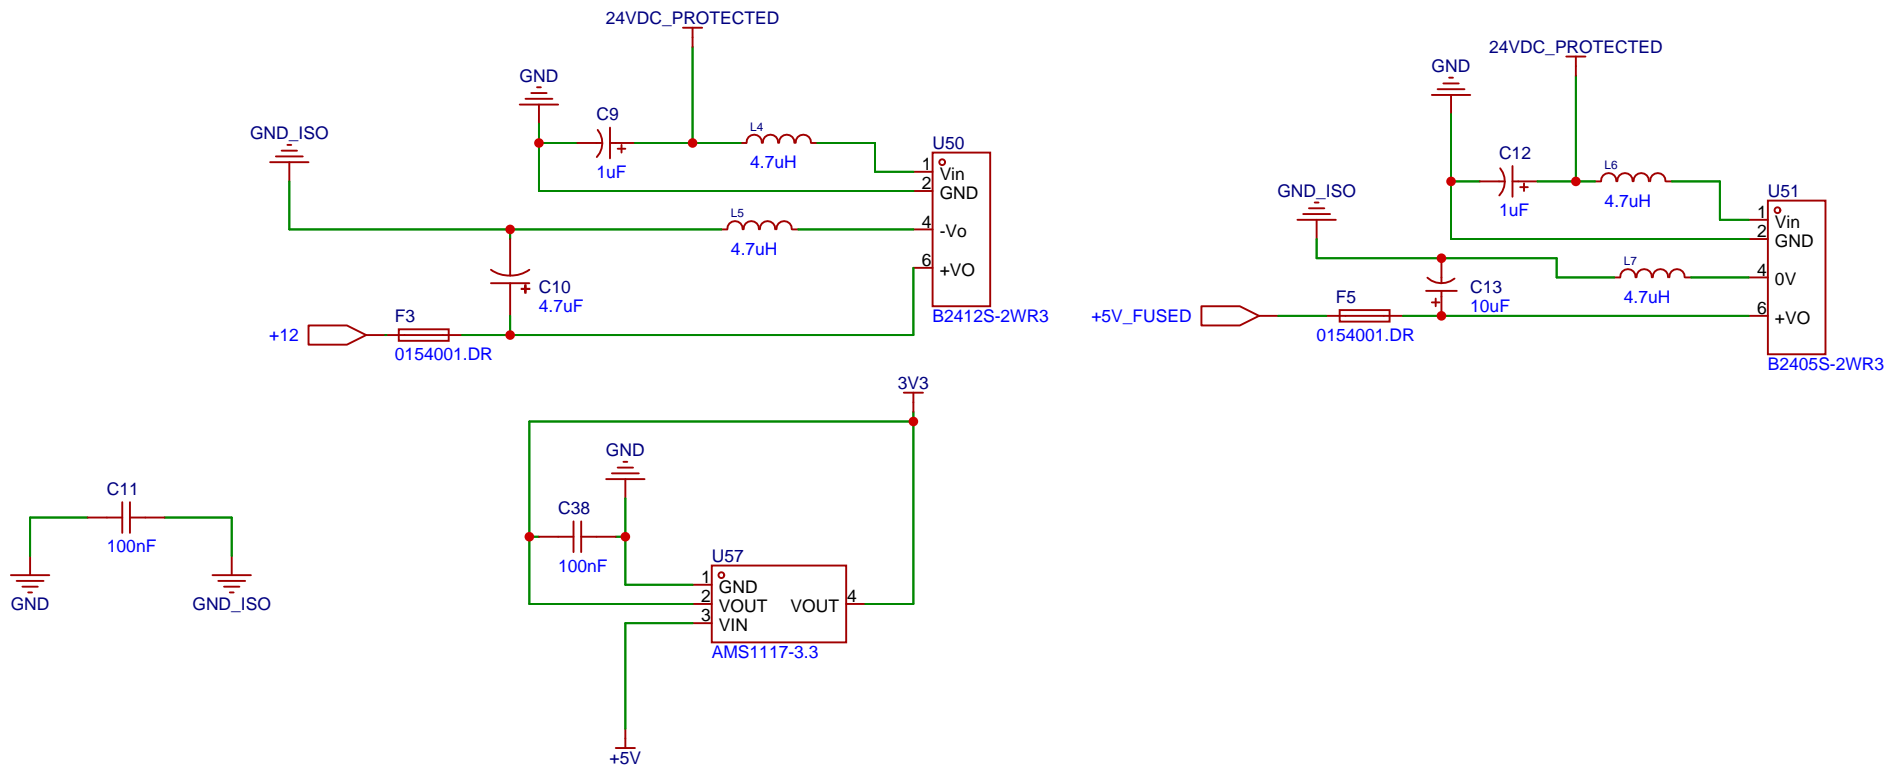 24VDC_PROTECTED
GND
C9
1uF
L4
4.7uH
GND_ISO
U50
1
Vin
2
GND
4
-Vo
6
+VO
B2412S-2WR3
L5
4.7uH
C10
4.7uF
F3
+12
0154001.DR
24VDC_PROTECTED
GND
C12
1uF
L6
4.7uH
GND_ISO
U51
1
Vin
2
GND
4
0V
6
+VO
B2405S-2WR3
L7
4.7uH
C13
10uF
F5
+5V_FUSED
0154001.DR
3V3
GND
C38
100nF
U57
1
GND
2
VOUT
VOUT
4
3
VIN
AMS1117-3.3
+5V
C11
100nF
GND
GND_ISO